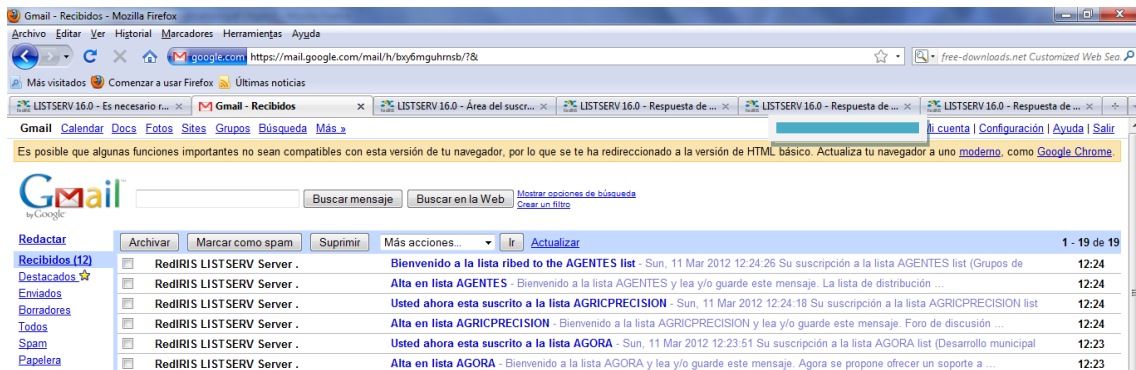 Gmail - Recibidos - Mozilla Firefox
Archivo Editar Ver Historial Marcadores Herramientas Ayuda
google.com https://mail.google.com/mail/h/bxy6mguhrnsb/?& free-downloads.net Customized Web Sea
Más visitados Comenzar a usar Firefox Últimas noticias
LISTSERV 16.0 - Es necesario r... Gmail - Recibidos LISTSERV 16.0 - Área del suscr... LISTSERV 16.0 - Respuesta de ... LISTSERV 16.0 - Respuesta de ... LISTSERV 16.0 - Respuesta de ...
Gmail Calendar Docs Fotos Sites Grupos Búsqueda Más » Mi cuenta | Configuración | Ayuda | Salir
Es posible que algunas funciones importantes no sean compatibles con esta versión de tu navegador, por lo que se te ha redireccionado a la versión de HTML básico. Actualiza tu navegador a uno moderno, como Google Chrome.
Gmail by Google Buscar mensaje Buscar en la Web Mostrar opciones de búsqueda
Crear un filtro
Redactar Archivar Marcar como spam Suprimir Más acciones... Ir Actualizar 1 - 19 de 19
Recibidos (12) RedIRIS LISTSERV Server . Bienvenido a la lista ribed to the AGENTES list - Sun, 11 Mar 2012 12:24:26 Su suscripción a la lista AGENTES list (Grupos de 12:24
Destacados RedIRIS LISTSERV Server . Alta en lista AGENTES - Bienvenido a la lista AGENTES y lea y/o guarde este mensaje. La lista de distribución ... 12:24
Enviados RedIRIS LISTSERV Server . Usted ahora esta suscrito a la lista AGRICPRECISION - Sun, 11 Mar 2012 12:24:18 Su suscripción a la lista AGRICPRECISION list 12:24
Borradores
Todos RedIRIS LISTSERV Server . Alta en lista AGRICPRECISION - Bienvenido a la lista AGRICPRECISION y lea y/o guarde este mensaje. Foro de discusión ... 12:24
Spam RedIRIS LISTSERV Server . Usted ahora esta suscrito a la lista AGORA - Sun, 11 Mar 2012 12:23:51 Su suscripción a la lista AGORA list (Desarrollo municipal 12:23
Papelera RedIRIS LISTSERV Server . Alta en lista AGORA - Bienvenido a la lista AGORA y lea y/o guarde este mensaje. Agora se propone ofrecer un soporte a ... 12:23